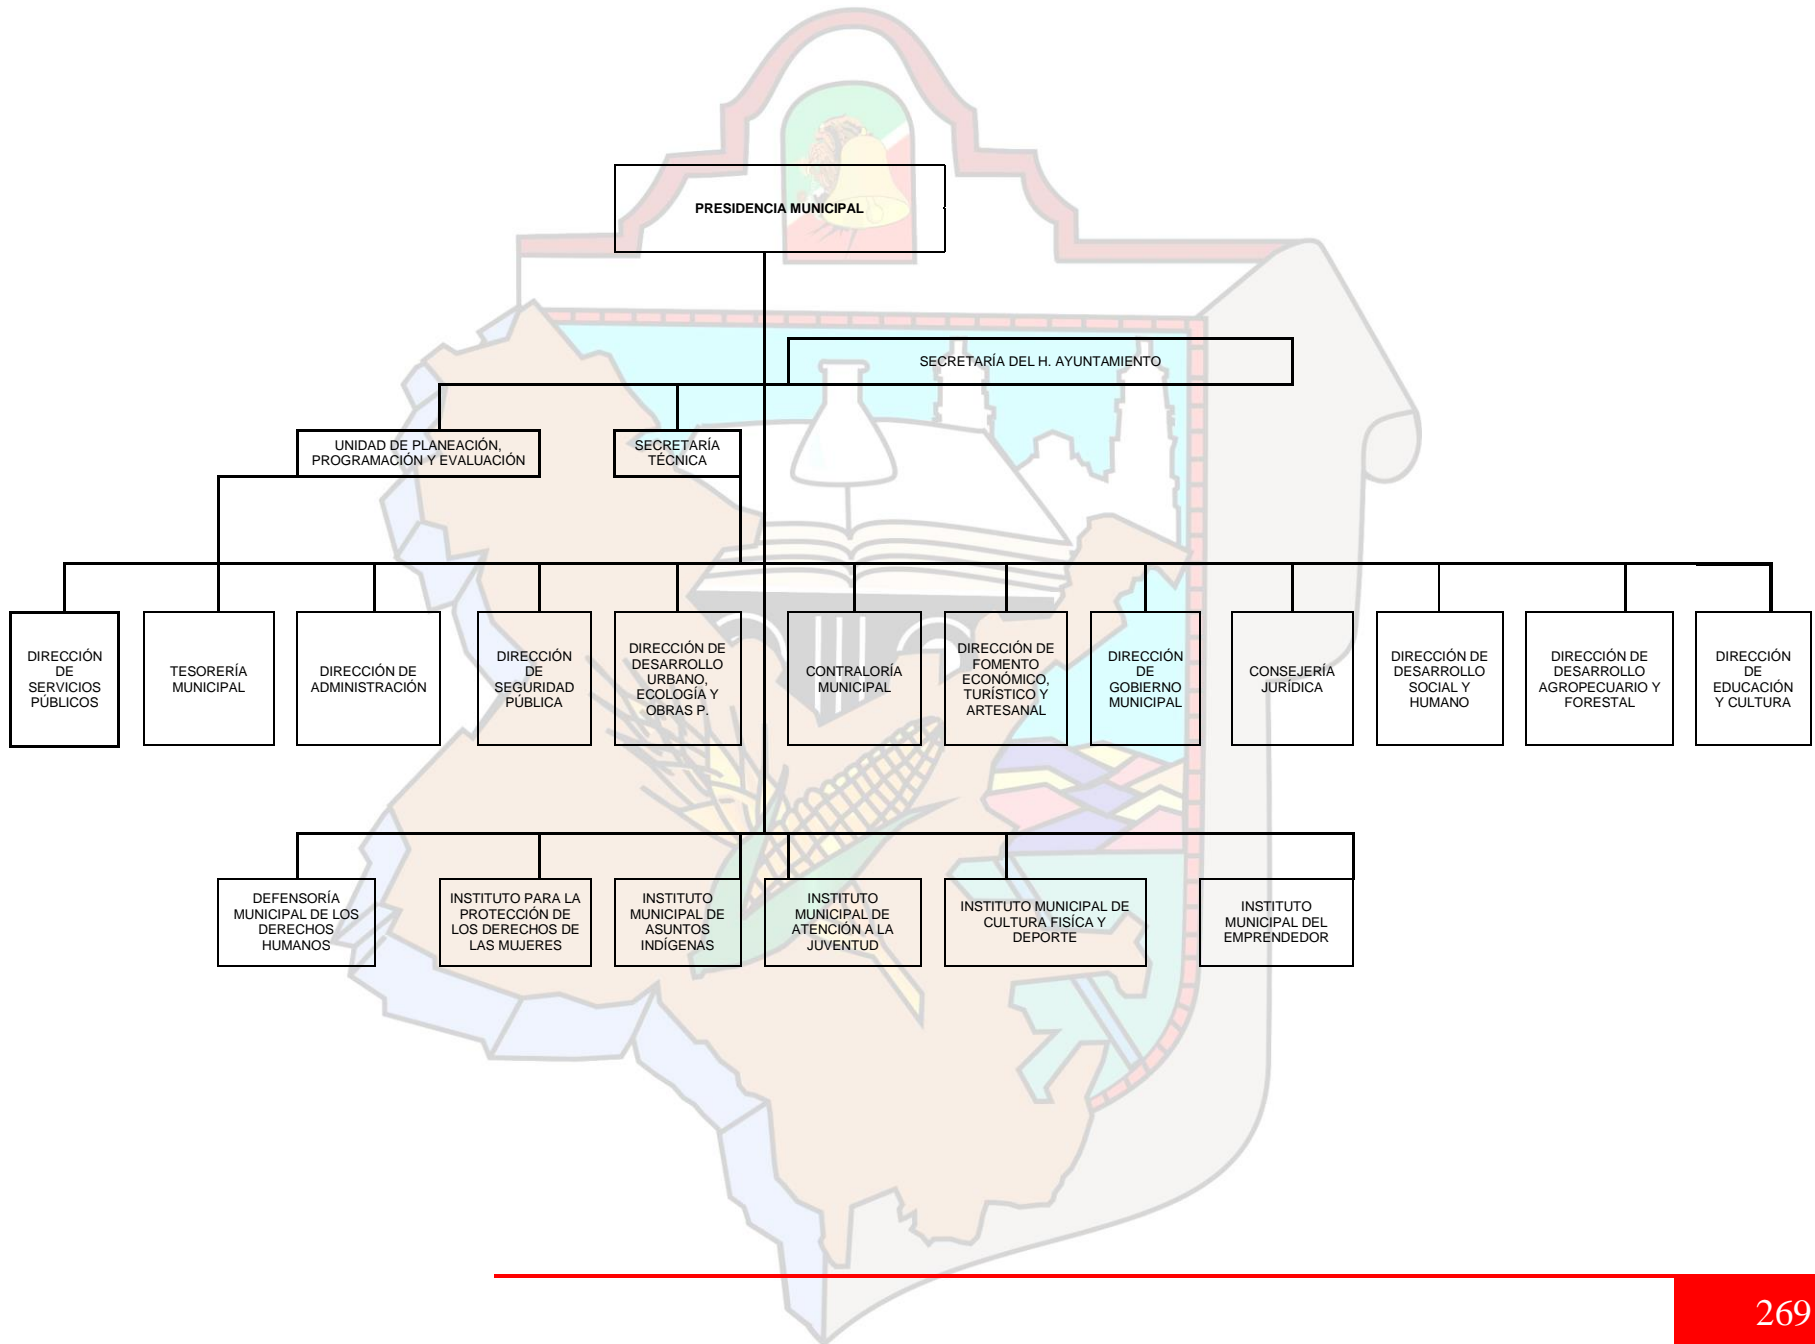 PRESIDENCIA MUNICIPAL
SECRETARÍA DEL H. AYUNTAMIENTO
UNIDAD DE PLANEACIÓN,
PROGRAMACIÓN Y EVALUACIÓN
SECRETARÍA
TÉCNICA
DIRECCIÓN
DE
SERVICIOS
PÚBLICOS
TESORERÍA
MUNICIPAL
DIRECCIÓN DE
ADMINISTRACIÓN
DIRECCIÓN
DE
SEGURIDAD
PÚBLICA
DIRECCIÓN DE
DESARROLLO
URBANO,
ECOLOGÍA Y
OBRAS P.
CONTRALORÍA
MUNICIPAL
DIRECCIÓN DE
FOMENTO
ECONÓMICO,
TURÍSTICO Y
ARTESANAL
DIRECCIÓN
DE
GOBIERNO
MUNICIPAL
CONSEJERÍA
JURÍDICA
DIRECCIÓN DE
DESARROLLO
SOCIAL Y
HUMANO
DIRECCIÓN DE
DESARROLLO
AGROPECUARIO Y
FORESTAL
DIRECCIÓN
DE
EDUCACIÓN
Y CULTURA
DEFENSORÍA
MUNICIPAL DE LOS
DERECHOS
HUMANOS
INSTITUTO PARA LA
PROTECCIÓN DE
LOS DERECHOS DE
LAS MUJERES
INSTITUTO
MUNICIPAL DE
ASUNTOS
INDÍGENAS
INSTITUTO
MUNICIPAL DE
ATENCIÓN A LA
JUVENTUD
INSTITUTO MUNICIPAL DE
CULTURA FISÍCA Y
DEPORTE
INSTITUTO
MUNICIPAL DEL
EMPRENDEDOR
269